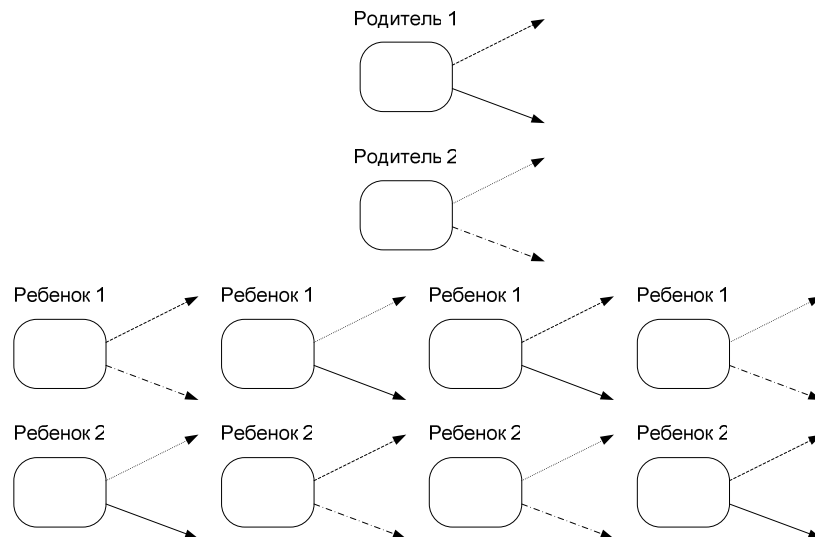 Родитель 1
Родитель 2
Ребенок 1 Ребенок 1 Ребенок 1 Ребенок 1
Ребенок 2 Ребенок 2 Ребенок 2 Ребенок 2